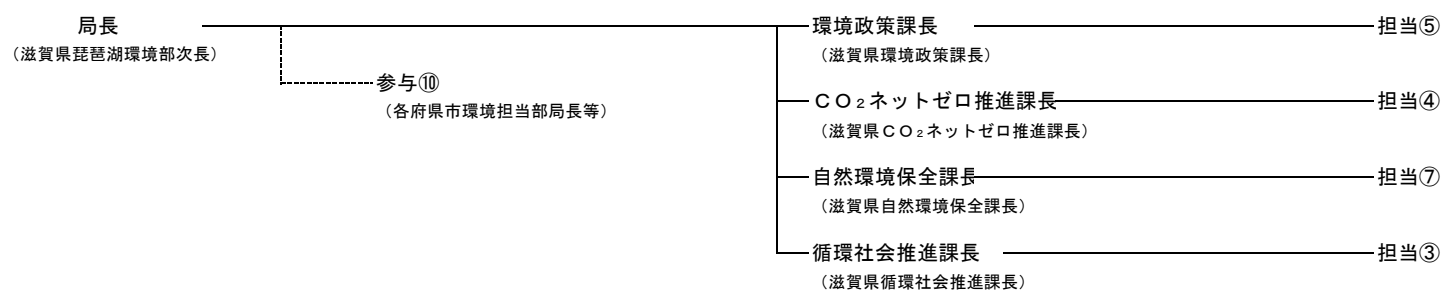 局長 環境政策課長 担当⑤
（滋賀県琵琶湖環境部次長） （滋賀県環境政策課長）
参与⑩
（各府県市環境担当部局長等）
ＣＯ₂ネットゼロ推進課長 担当④
（滋賀県ＣＯ₂ネットゼロ推進課長）
自然環境保全課長 担当⑦
（滋賀県自然環境保全課長）
循環社会推進課長 担当③
（滋賀県循環社会推進課長）